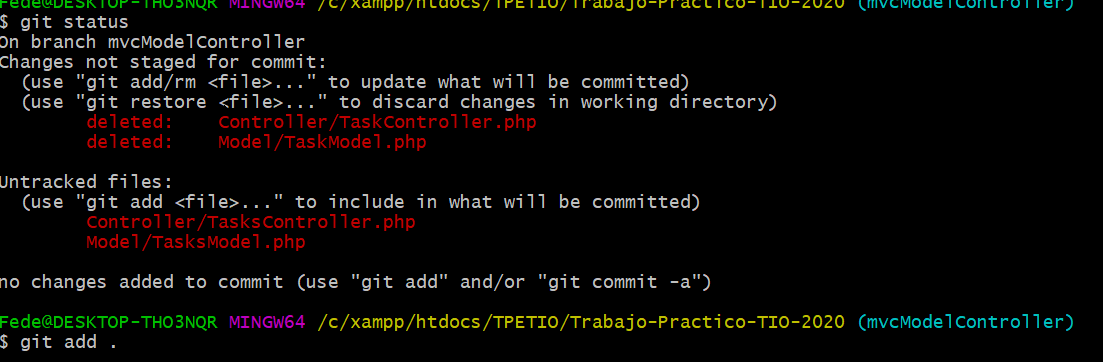 Fede@DESKTOP-THO3NQR MINGW64 /c/xampp/htdocs/TPETIO/Trabajo-Practico-TIO-2020 (mvcModelController)
$ git status
On branch mvcModelController
Changes not staged for commit:
  (use "git add/rm <file>..." to update what will be committed)
  (use "git restore <file>..." to discard changes in working directory)
        deleted:    Controller/TaskController.php
        deleted:    Model/TaskModel.php

Untracked files:
  (use "git add <file>..." to include in what will be committed)
        Controller/TasksController.php
        Model/TasksModel.php

no changes added to commit (use "git add" and/or "git commit -a")

Fede@DESKTOP-THO3NQR MINGW64 /c/xampp/htdocs/TPETIO/Trabajo-Practico-TIO-2020 (mvcModelController)
$ git add .